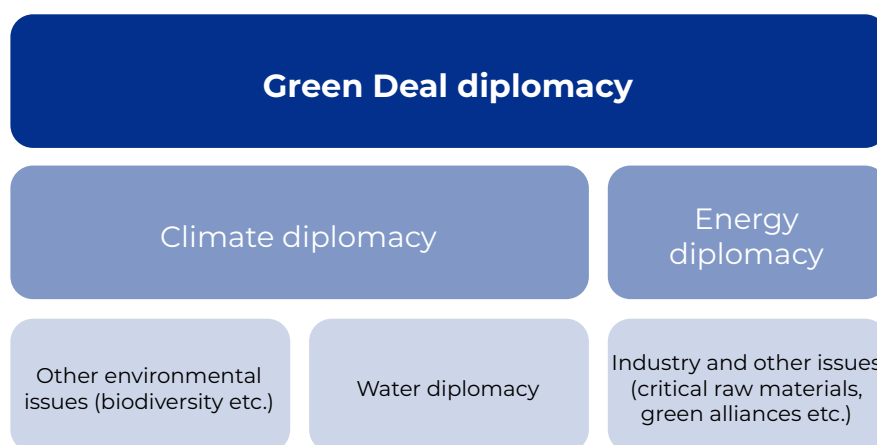 Green Deal diplomacy
Climate diplomacy
Energy
diplomacy
Other environmental
issues (biodiversity etc.)
Water diplomacy
Industry and other issues
(critical raw materials,
green alliances etc.)